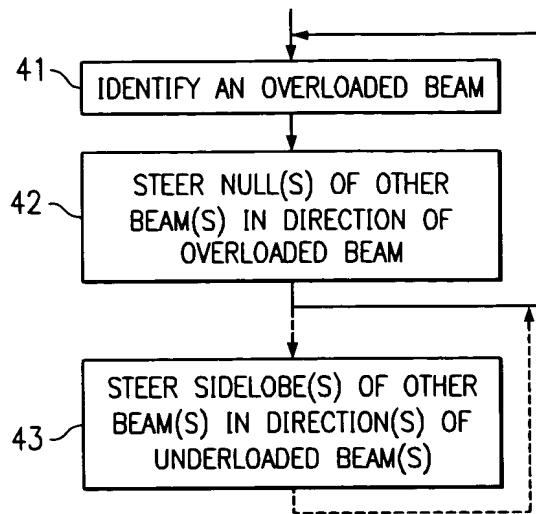 41
IDENTIFY AN OVERLOADED BEAM
42
STEER NULL(S) OF OTHER
BEAM(S) IN DIRECTION OF
OVERLOADED BEAM
43
STEER SIDELOBE(S) OF OTHER
BEAM(S) IN DIRECTION(S) OF
UNDERLOADED BEAM(S)